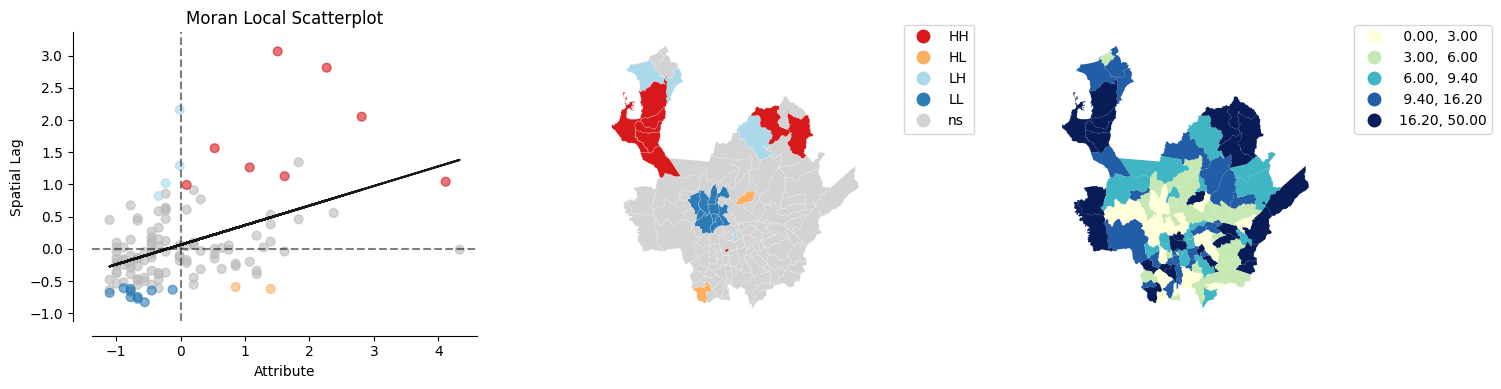 Moran Local Scatterplot
3.0
2.5
2.0
1.5
1.0
0.5
0.0
−0.5
−1.0
Spatial Lag
−1 0 1 2 3 4
Attribute
HH
HL
LH
LL
ns
0.00, 3.00
3.00, 6.00
6.00, 9.40
9.40, 16.20
16.20, 50.00